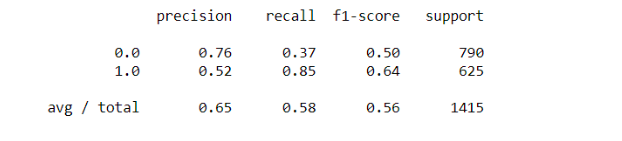 precision recall f1-score support
0.0 0.76 0.37 0.50 790
1.0 0.52 0.85 0.64 625
avg / total 0.65 0.58 0.56 1415